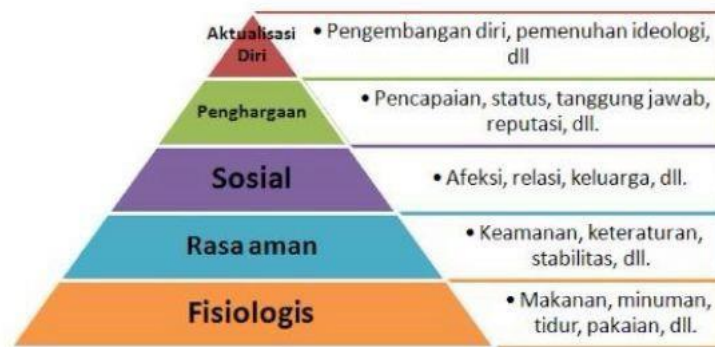 Aktualisasi
Diri
• Pengembangan diri, pemenuhan ideologi,
dll
Penghargaan
• Pencapaian, status, tanggung jawab,
reputasi, dll.
Sosial
• Afeksi, relasi, keluarga, dll.
Rasa aman
• Keamanan, keteraturan,
stabilitas, dll.
Fisiologis
• Makanan, minuman,
tidur, pakaian, dll.